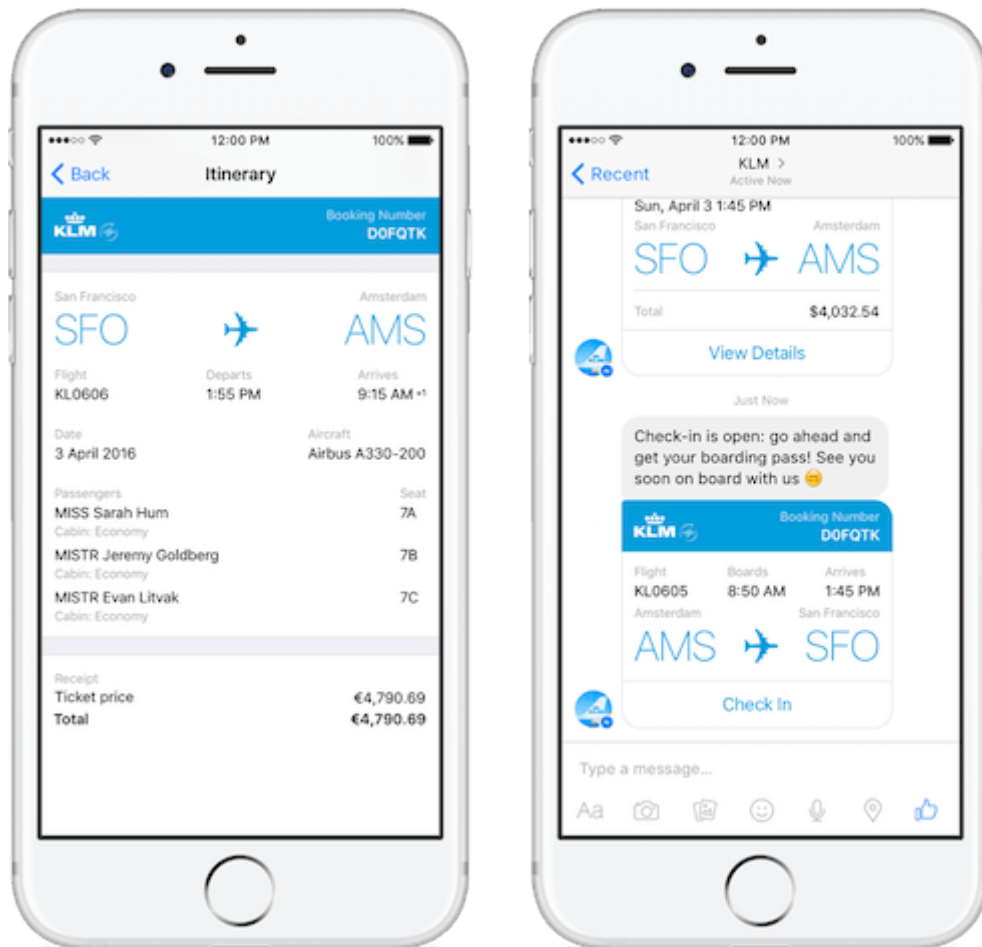 12:00 PM 100%
Back Itinerary
KLM Booking Number
D0FQTK
San Francisco Amsterdam
SFO AMS
Flight Departs Arrives
KL0606 1:55 PM 9:15 AM +1
Date Aircraft
3 April 2016 Airbus A330-200
Passengers Seat
MISS Sarah Hum 7A
Cabin: Economy
MISTR Jeremy Goldberg 7B
Cabin: Economy
MISTR Evan Litvak 7C
Cabin: Economy
Receipt
Ticket price €4,790.69
Total €4,790.69
12:00 PM 100%
Recent KLM >
Active Now
Sun, April 3 1:45 PM
San Francisco Amsterdam
SFO AMS
Total $4,032.54
View Details
Just Now
Check-in is open: go ahead and
get your boarding pass! See you
soon on board with us 🙃
KLM Booking Number
D0FQTK
Flight Boards Arrives
KL0605 8:50 AM 1:45 PM
Amsterdam San Francisco
AMS SFO
Check In
Type a message...
Aa